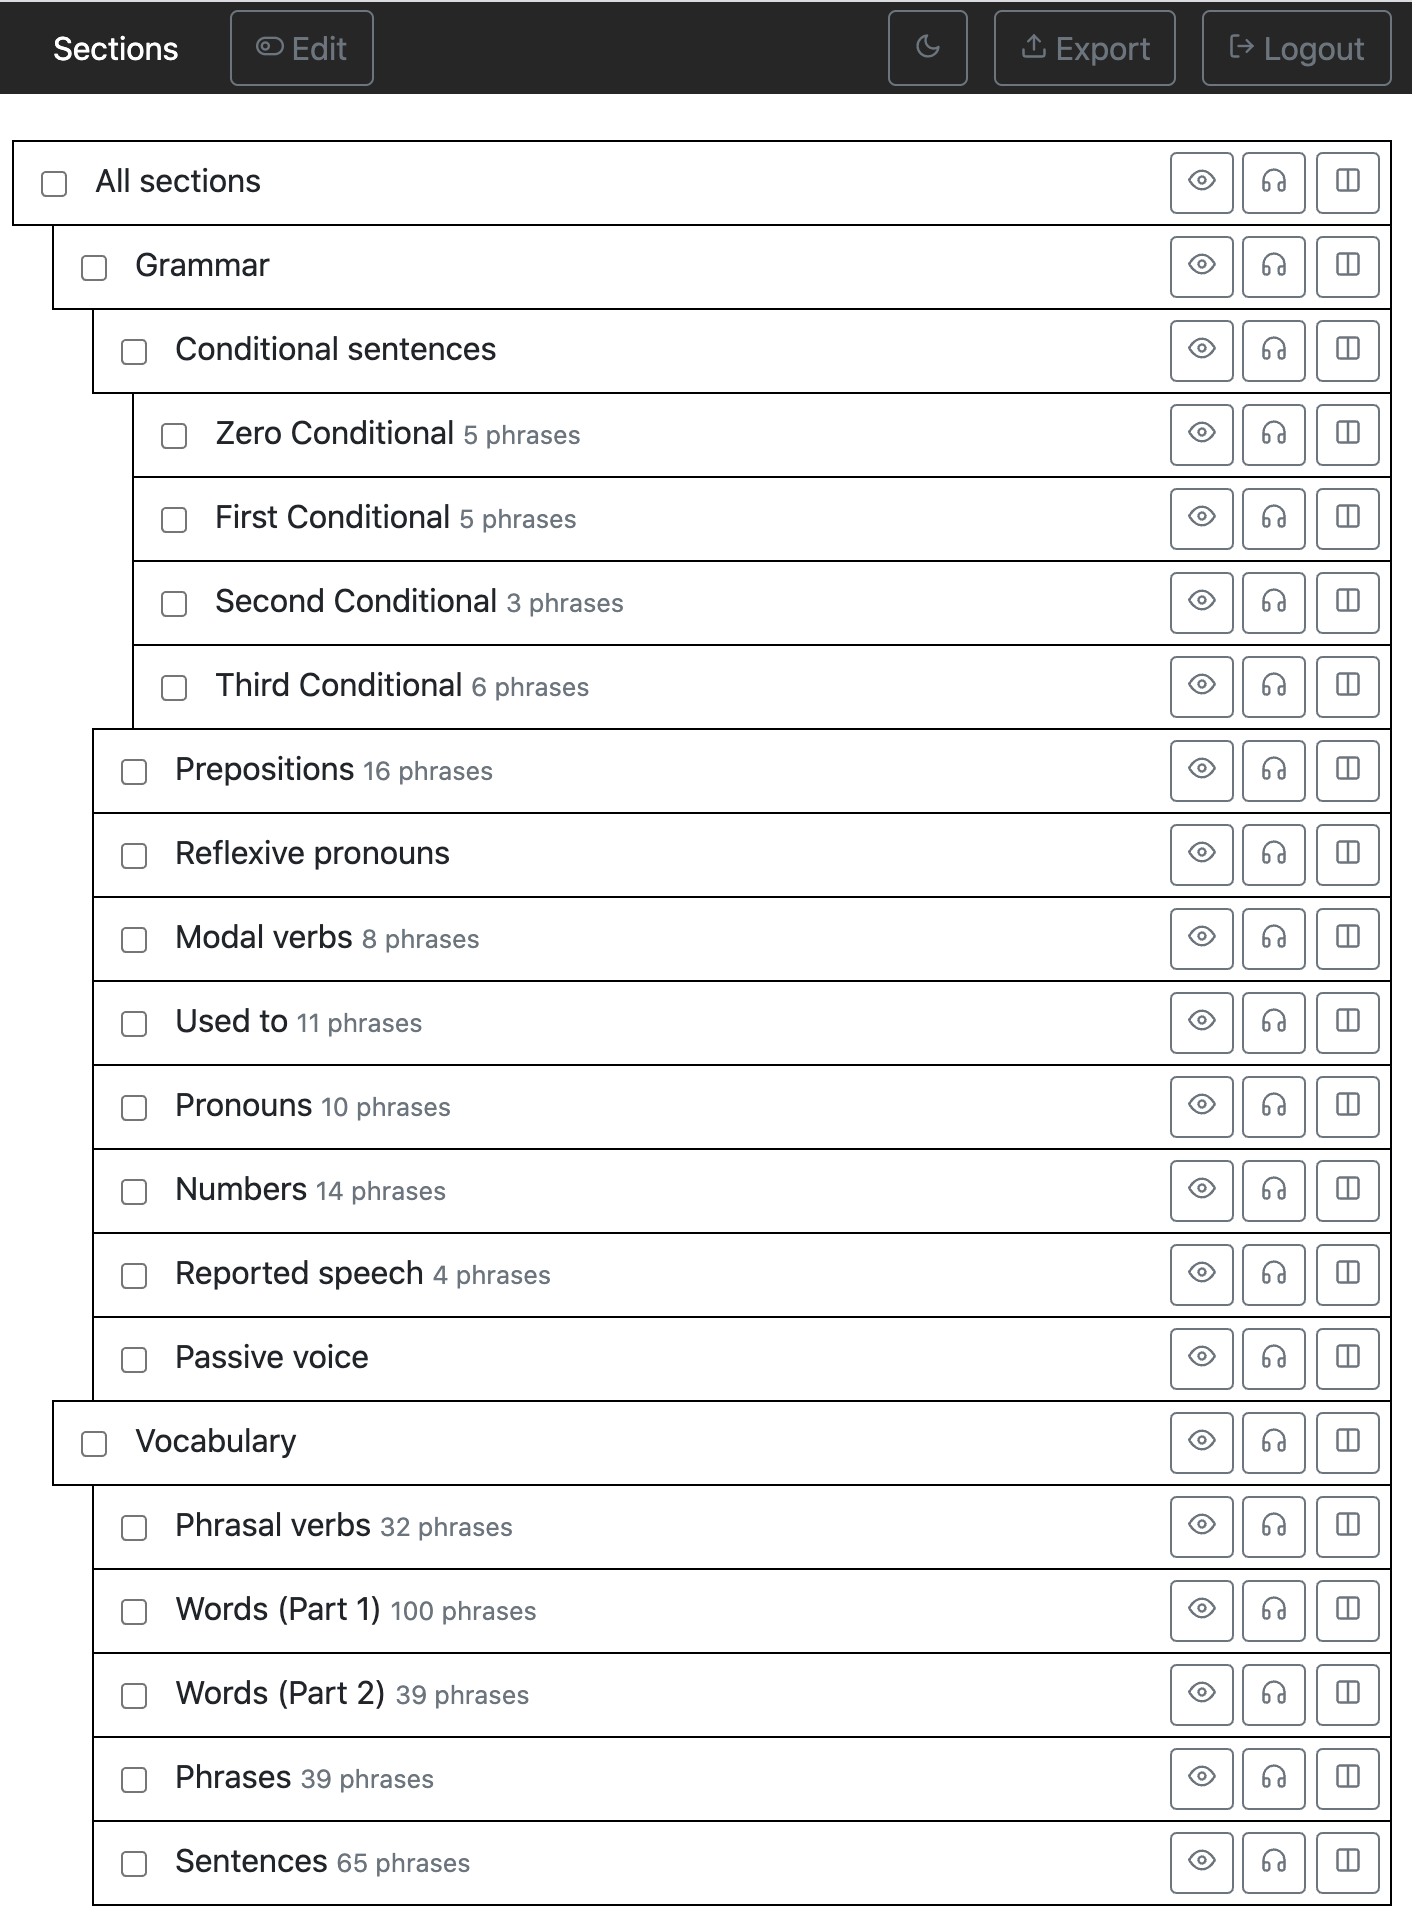 Sections Edit Export Logout
All sections
Grammar
Conditional sentences
Zero Conditional 5 phrases
First Conditional 5 phrases
Second Conditional 3 phrases
Third Conditional 6 phrases
Prepositions 16 phrases
Reflexive pronouns
Modal verbs 8 phrases
Used to 11 phrases
Pronouns 10 phrases
Numbers 14 phrases
Reported speech 4 phrases
Passive voice
Vocabulary
Phrasal verbs 32 phrases
Words (Part 1) 100 phrases
Words (Part 2) 39 phrases
Phrases 39 phrases
Sentences 65 phrases